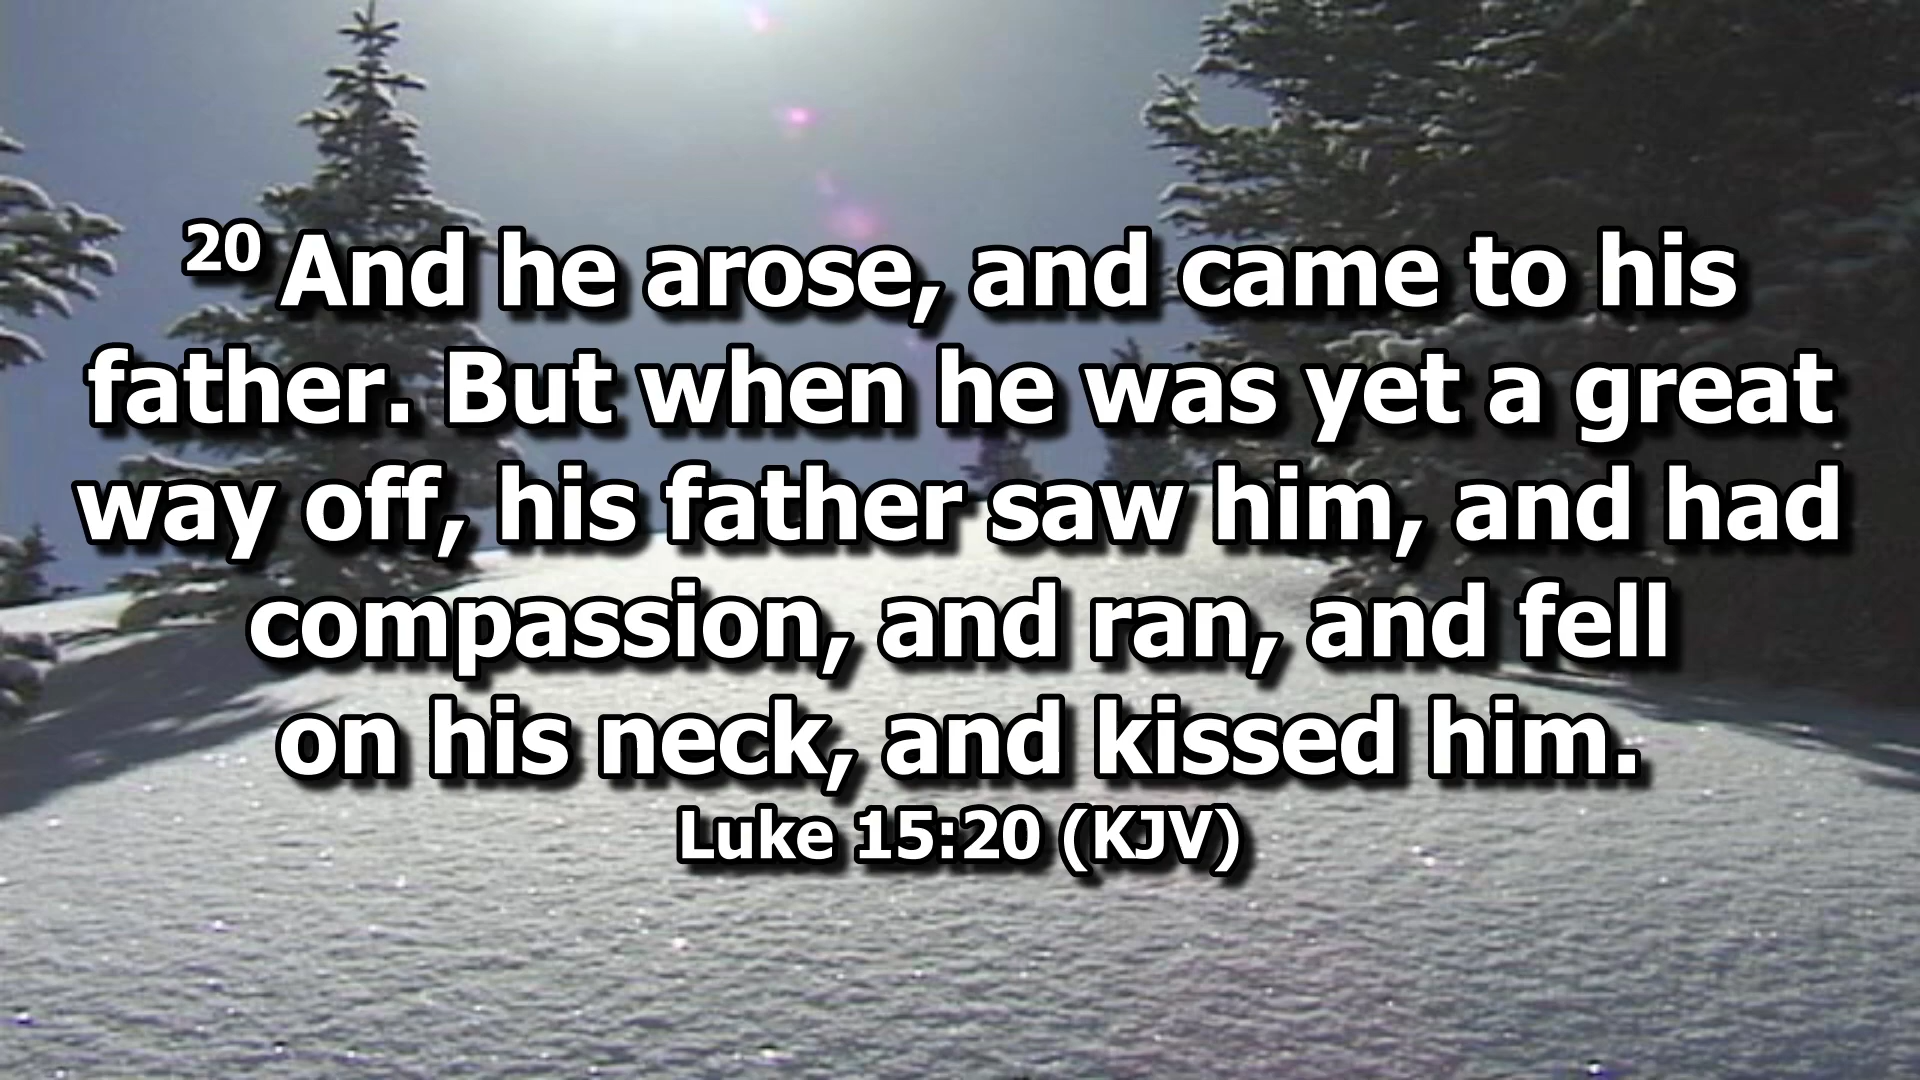 20 And he arose, and came to his
father. But when he was yet a great
way off, his father saw him, and had
compassion, and ran, and fell
on his neck, and kissed him.
Luke 15:20 (KJV)